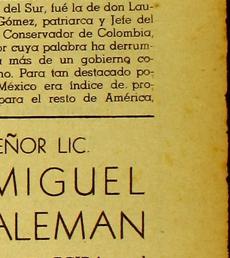 del Sur, fué la de don Lau-
Gómez, patriarca y Jefe del
Conservador de Colombia,
or cuya palabra ha derrum-
a más de un gobierno co-
no. Para tan destacado po-
México era índice de pro-
para el resto de América,
EÑOR LIC.
MIGUEL
ALEMAN